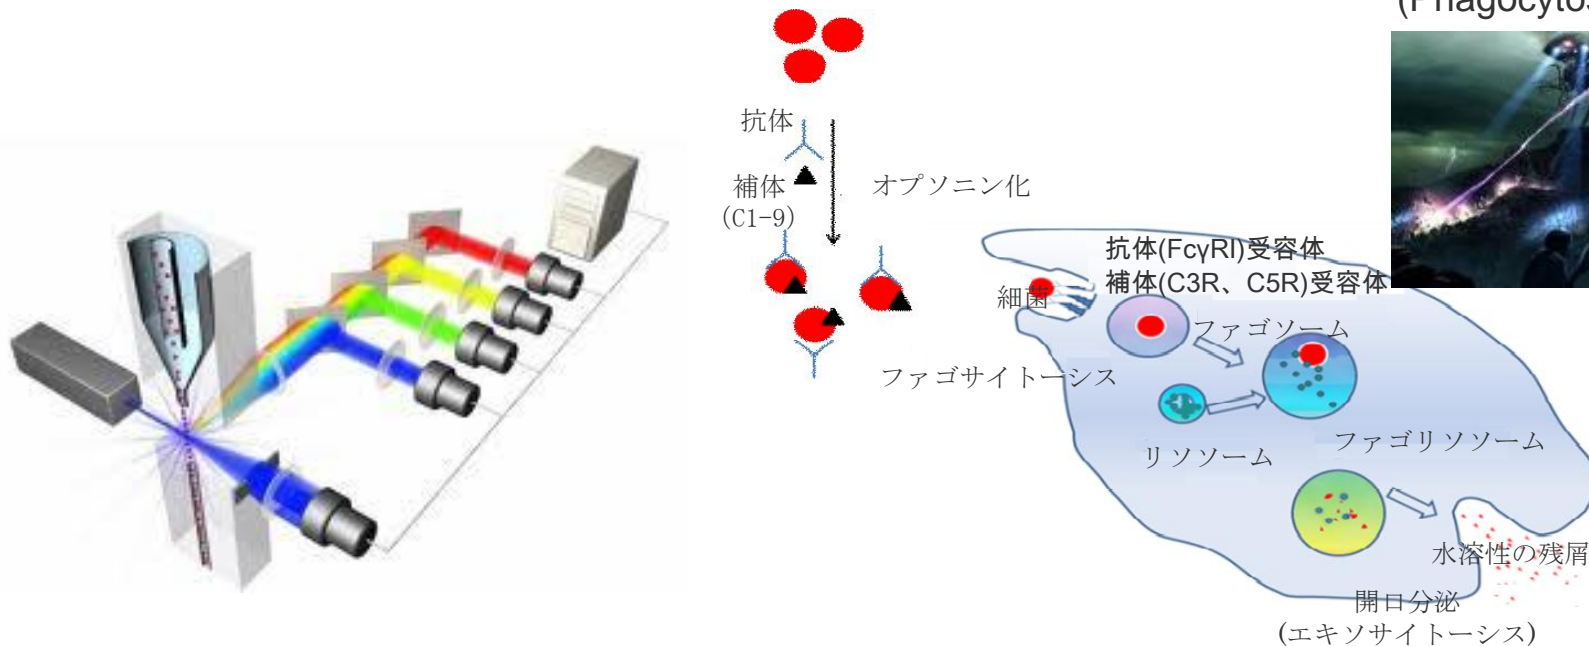 (Phagocytos
抗体
補体
(C1-9)
オプソニン化
抗体(FcγRI)受容体
補体(C3R、C5R)受容体
細菌
ファゴソーム
ファゴサイトーシス
リソソーム
ファゴリソソーム
水溶性の残屑
開口分泌
(エキソサイトーシス)